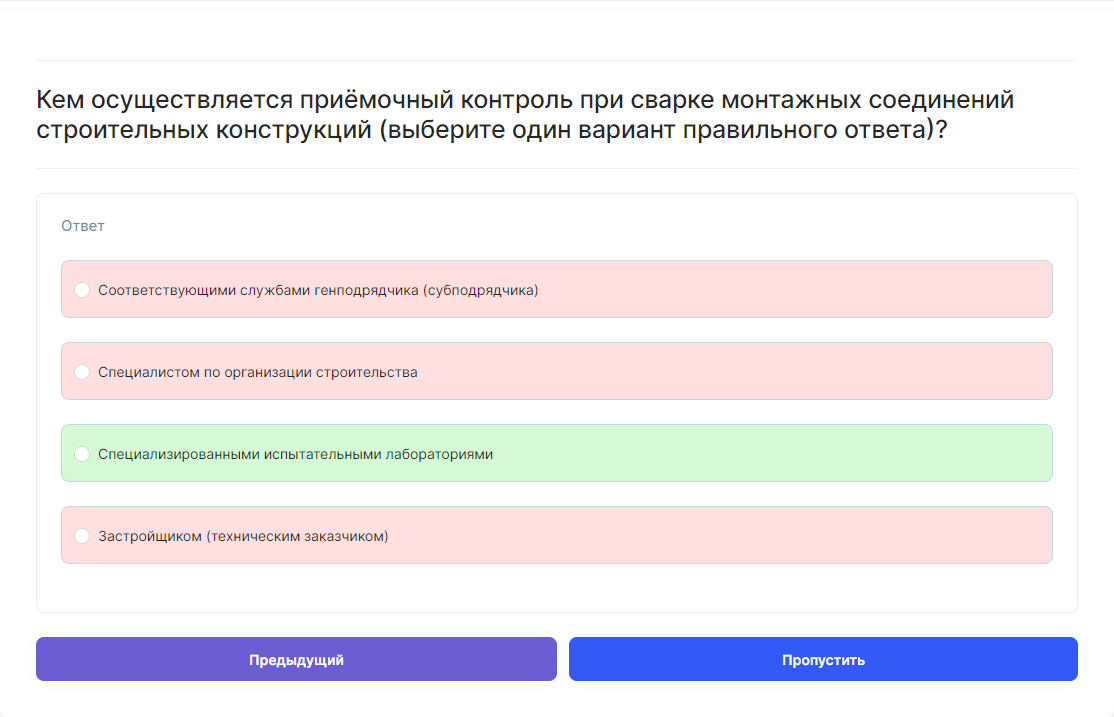 Кем осуществляется приёмочный контроль при сварке монтажных соединений
строительных конструкций (выберите один вариант правильного ответа)?
Ответ
Соответствующими службами генподрядчика (субподрядчика)
Специалистом по организации строительства
Специализированными испытательными лабораториями
Застройщиком (техническим заказчиком)
Предыдущий
Пропустить